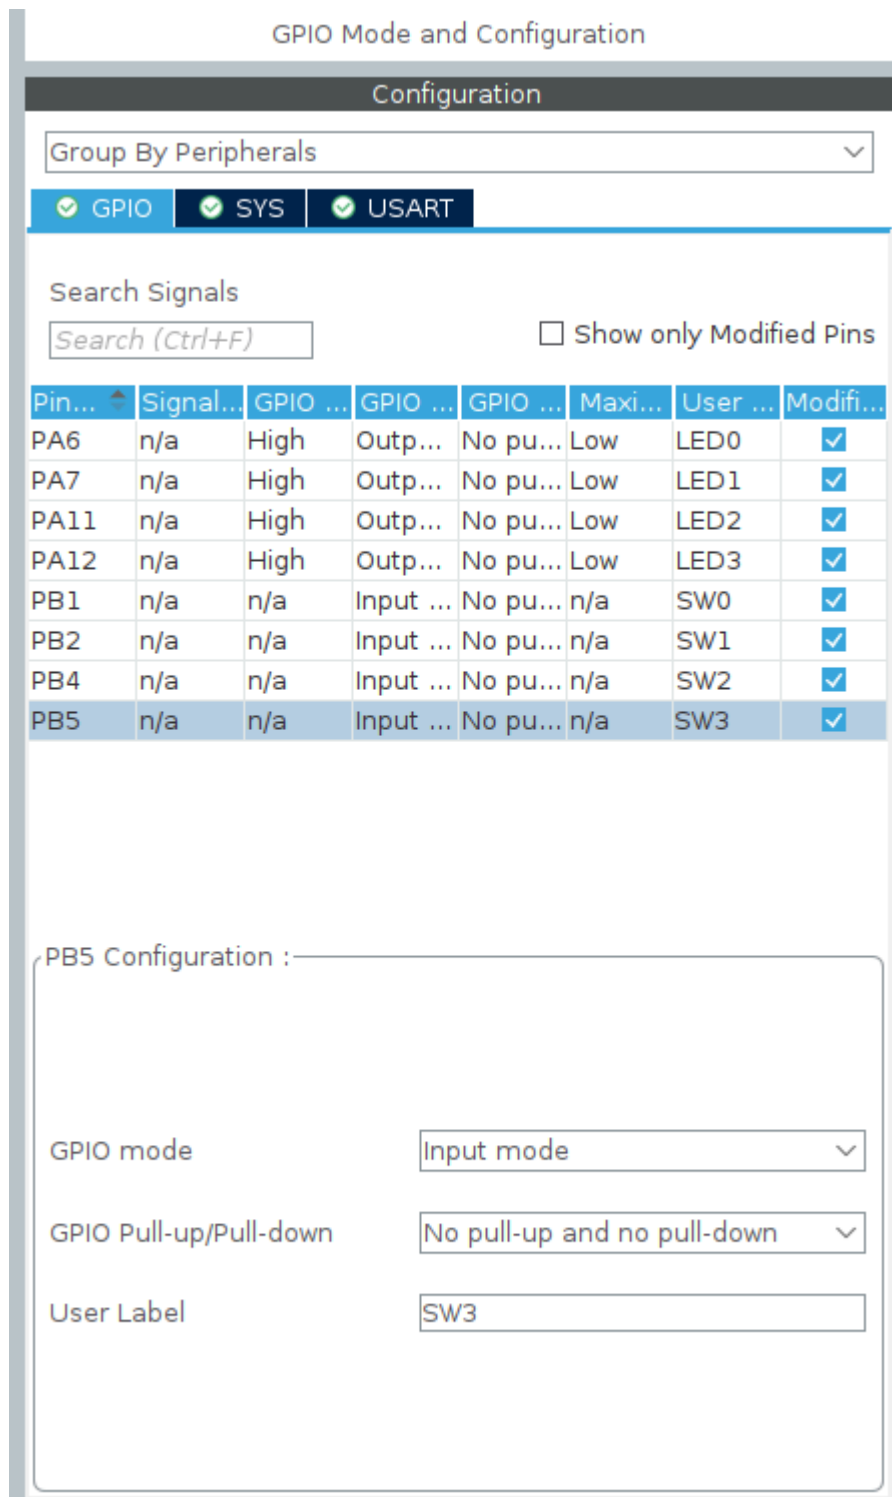 GPIO Mode and Configuration
Configuration
Group By Peripherals
GPIO SYS USART
Search Signals
Search (Ctrl+F) Show only Modified Pins
Pin... Signal... GPIO ... GPIO ... GPIO ... Maxi... User ... Modifi...
PA6 n/a High Outp... No pu... Low LED0
PA7 n/a High Outp... No pu... Low LED1
PA11 n/a High Outp... No pu... Low LED2
PA12 n/a High Outp... No pu... Low LED3
PB1 n/a n/a Input ... No pu... n/a SW0
PB2 n/a n/a Input ... No pu... n/a SW1
PB4 n/a n/a Input ... No pu... n/a SW2
PB5 n/a n/a Input ... No pu... n/a SW3
PB5 Configuration :
GPIO mode Input mode
GPIO Pull-up/Pull-down No pull-up and no pull-down
User Label SW3